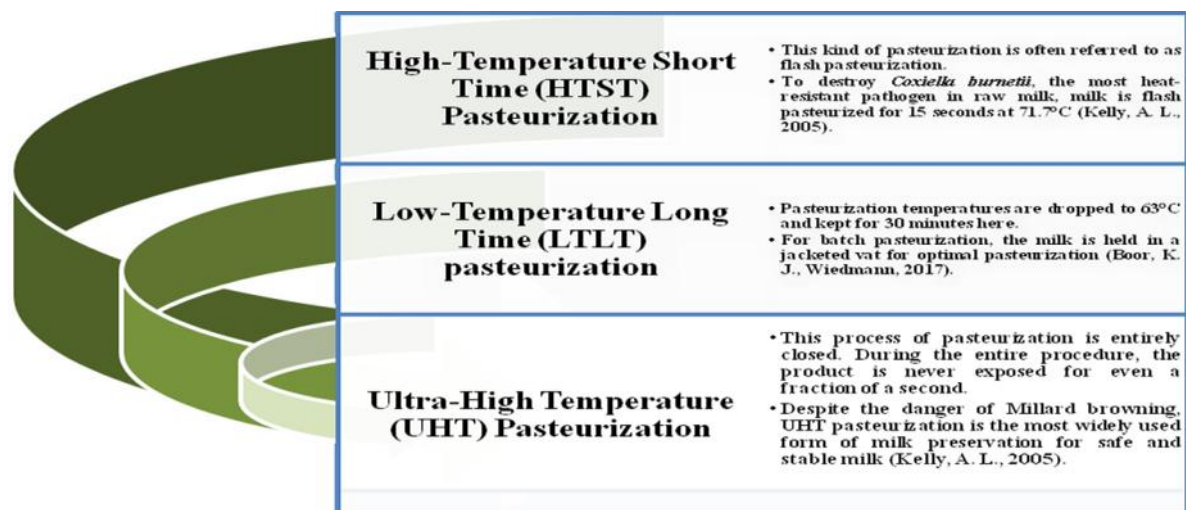 High-Temperature Short
Time (HTST)
Pasteurization
• This kind of pasteurization is often referred to as
flash pasteurization.
• To destroy Coxiella burnetii, the most heat-
resistant pathogen in raw milk, milk is flash
pasteurized for 15 seconds at 71.7°C (Kelly, A. L.,
2005).
Low-Temperature Long
Time (LTLT)
pasteurization
• Pasteurization temperatures are dropped to 63°C
and kept for 30 minutes here.
• For batch pasteurization, the milk is held in a
jacketed vat for optimal pasteurization (Boor, K.
J., Wiedmann, 2017).
Ultra-High Temperature
(UHT) Pasteurization
• This process of pasteurization is entirely
closed. During the entire procedure, the
product is never exposed for even a
fraction of a second.
• Despite the danger of Millard browning,
UHT pasteurization is the most widely used
form of milk preservation for safe and
stable milk (Kelly, A. L., 2005).